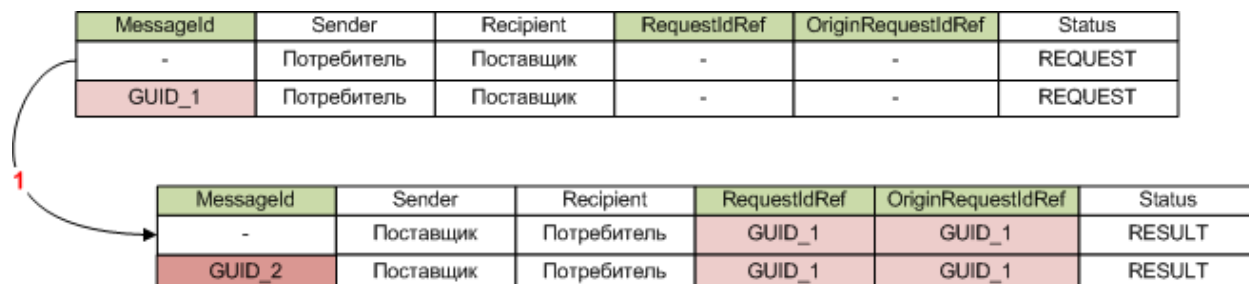 MessageId Sender Recipient RequestIdRef OriginRequestIdRef Status
- Потребитель Поставщик - - REQUEST
GUID_1 Потребитель Поставщик - - REQUEST
1
MessageId Sender Recipient RequestIdRef OriginRequestIdRef Status
- Поставщик Потребитель GUID_1 GUID_1 RESULT
GUID_2 Поставщик Потребитель GUID_1 GUID_1 RESULT